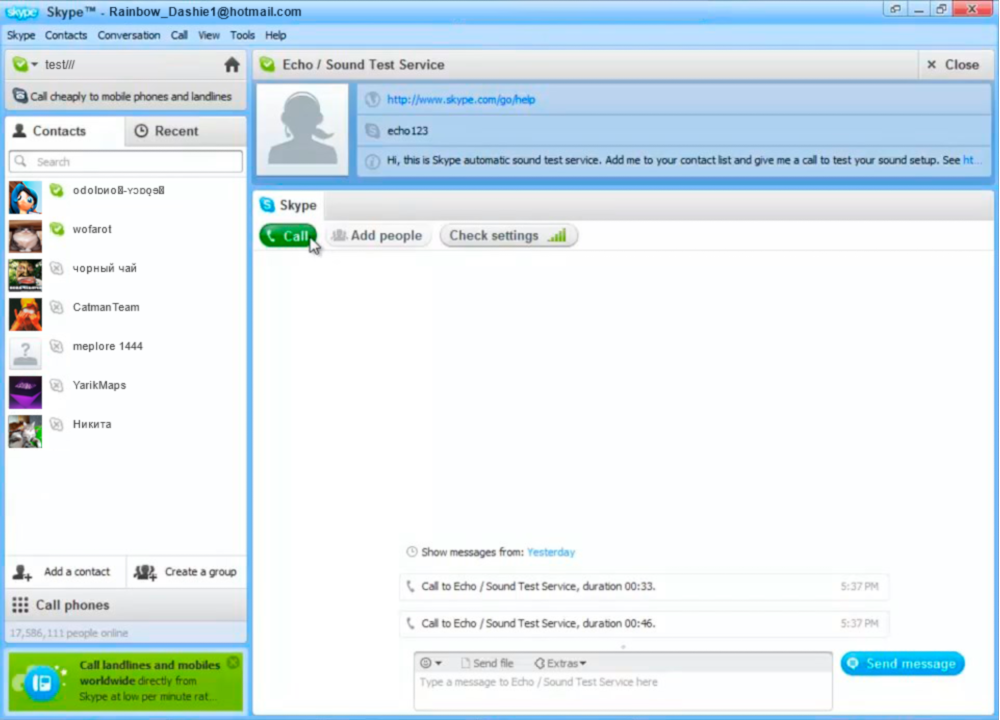 skype Skype™ - Rainbow_Dashie1@hotmail.com
Skype Contacts Conversation Call View Tools Help
test///
Call cheaply to mobile phones and landlines
Contacts
Recent
Search
wofarot
чорный чай
CatmanTeam
meplore 1444
YarikMaps
Никита
Add a contact
Create a group
Call phones
17,586,111 people online
Call landlines and mobiles
worldwide directly from
Skype at low per minute rat...
Echo / Sound Test Service
× Close
http://www.skype.com/go/help
echo123
Hi, this is Skype automatic sound test service. Add me to your contact list and give me a call to test your sound setup. See ht...
Skype
Call
Add people
Check settings
Show messages from: Yesterday
Call to Echo / Sound Test Service, duration 00:33. 5:37 PM
Call to Echo / Sound Test Service, duration 00:46. 5:37 PM
Send file
Extras
Type a message to Echo / Sound Test Service here
Send message